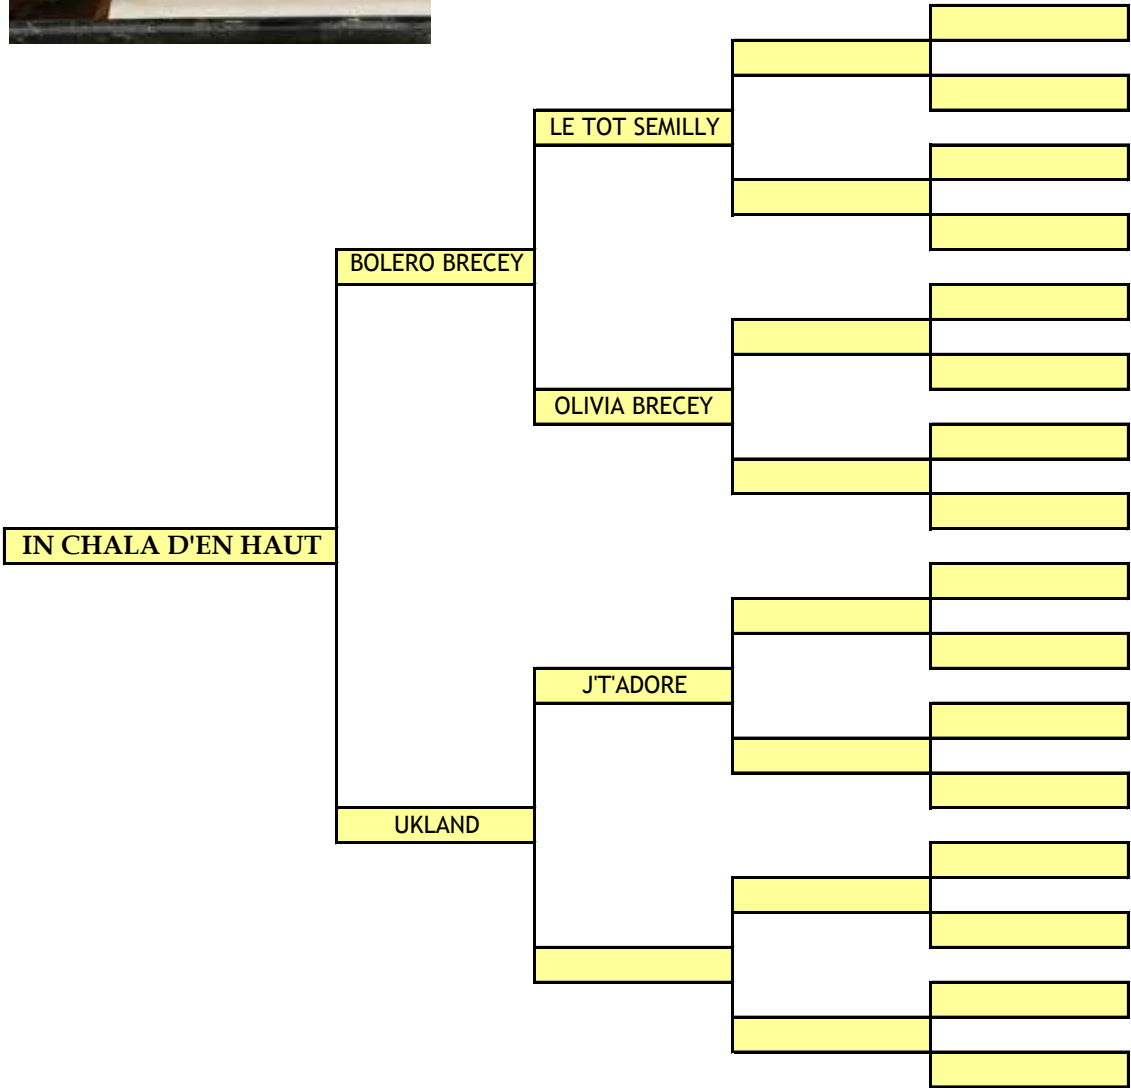 LE TOT SEMILLY
BOLERO BRECEY
OLIVIA BRECEY
IN CHALA D'EN HAUT
J'T'ADORE
UKLAND